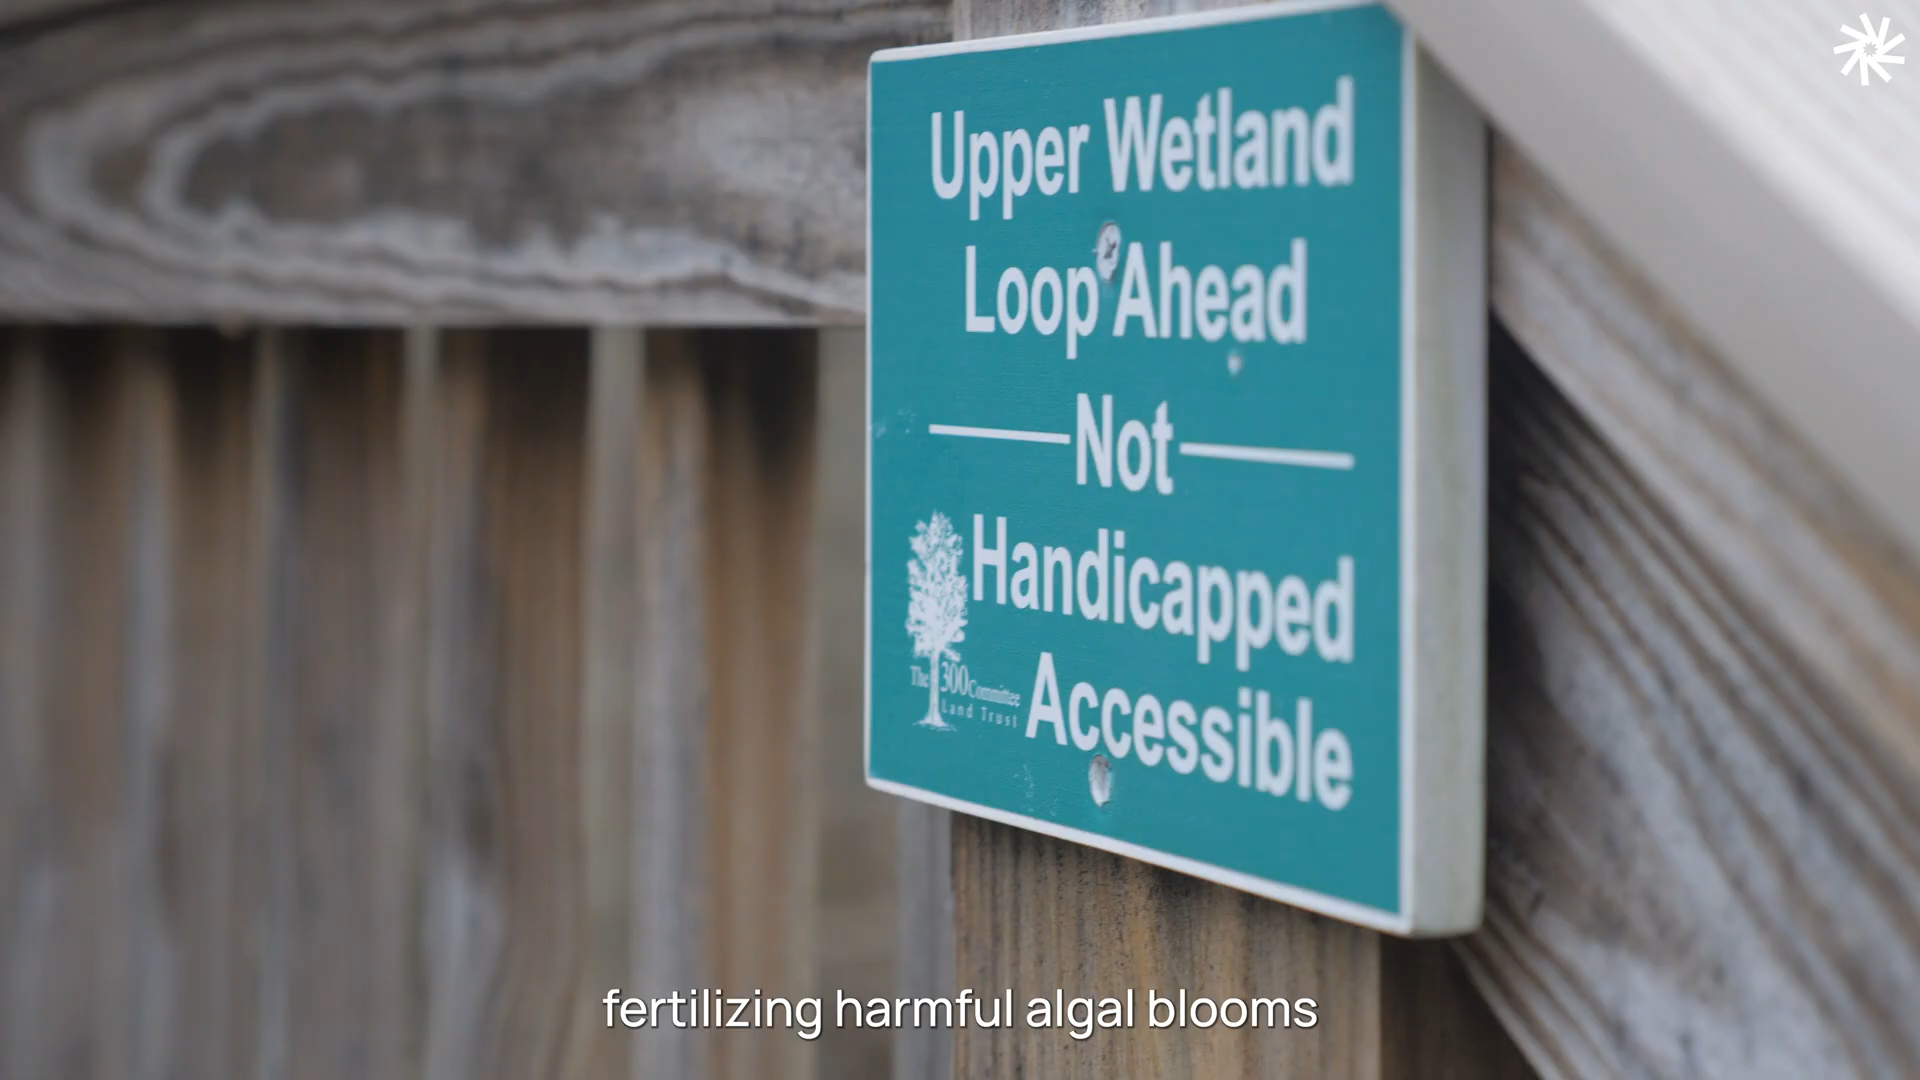 Upper Wetland
Loop Ahead
Not
Handicapped
Accessible
The 300 Committee
Land Trust
fertilizing harmful algal blooms